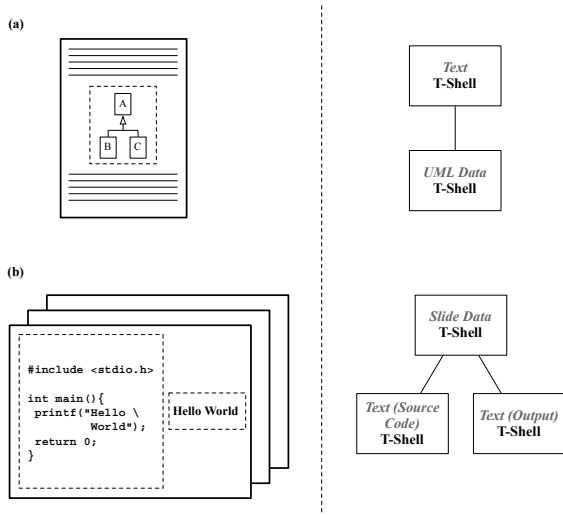 (a)
A
B C
Text
T-Shell
UML Data
T-Shell
(b)
#include <stdio.h>
int main(){
printf("Hello \
World");
return 0;
}
Hello World
Slide Data
T-Shell
Text (Source
Code)
T-Shell
Text (Output)
T-Shell